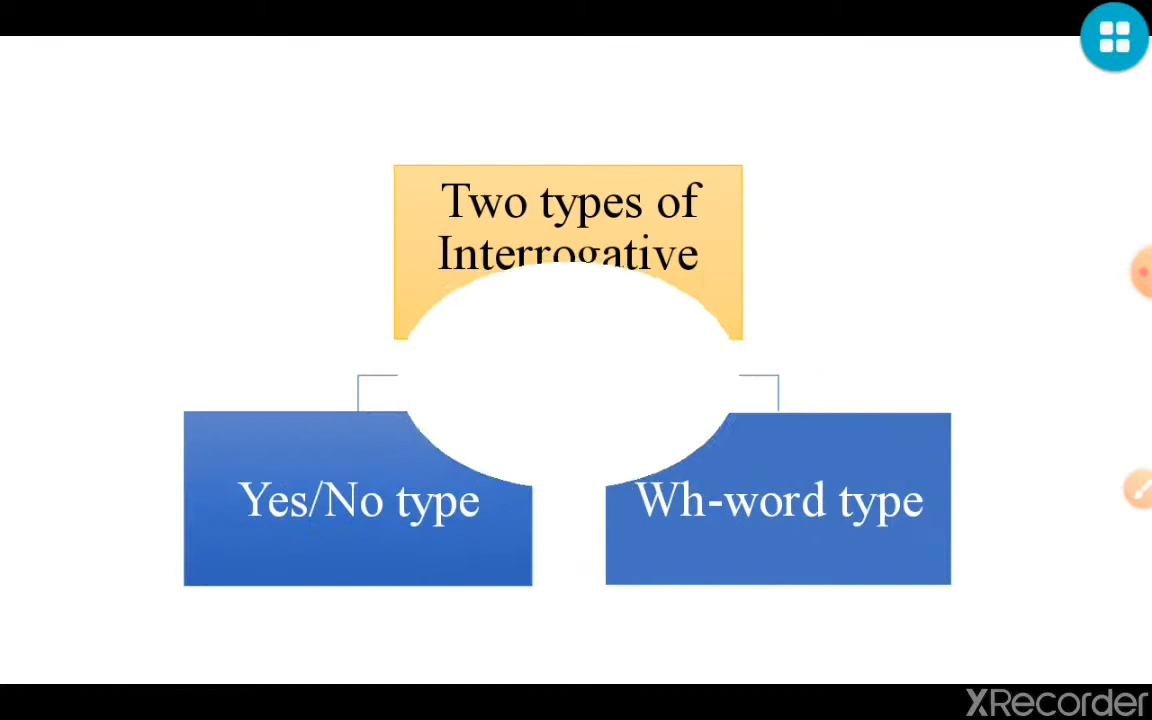 Two types of
Interrogative
Yes/No type
Wh-word type
XRecorder